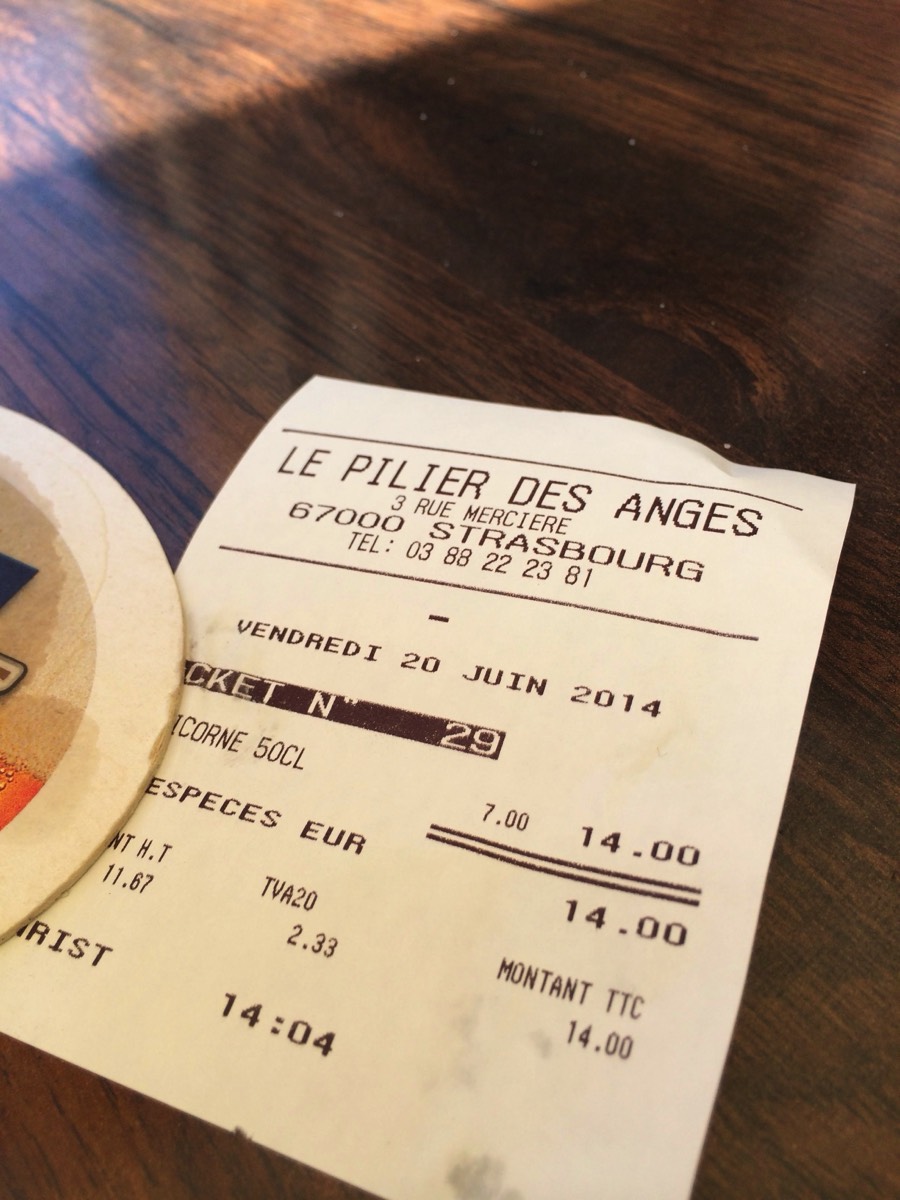 LE PILIER DES ANGES
3 RUE MERCIERE
67000 STRASBOURG
TEL: 03 88 22 23 81
-
VENDREDI 20 JUIN 2014
CKET N° 29
ICORNE 50CL
7.00 14.00
ESPECES EUR 14.00
NT H.T TVA20 MONTANT TTC
11.67 2.33 14.00
RIST
14:04